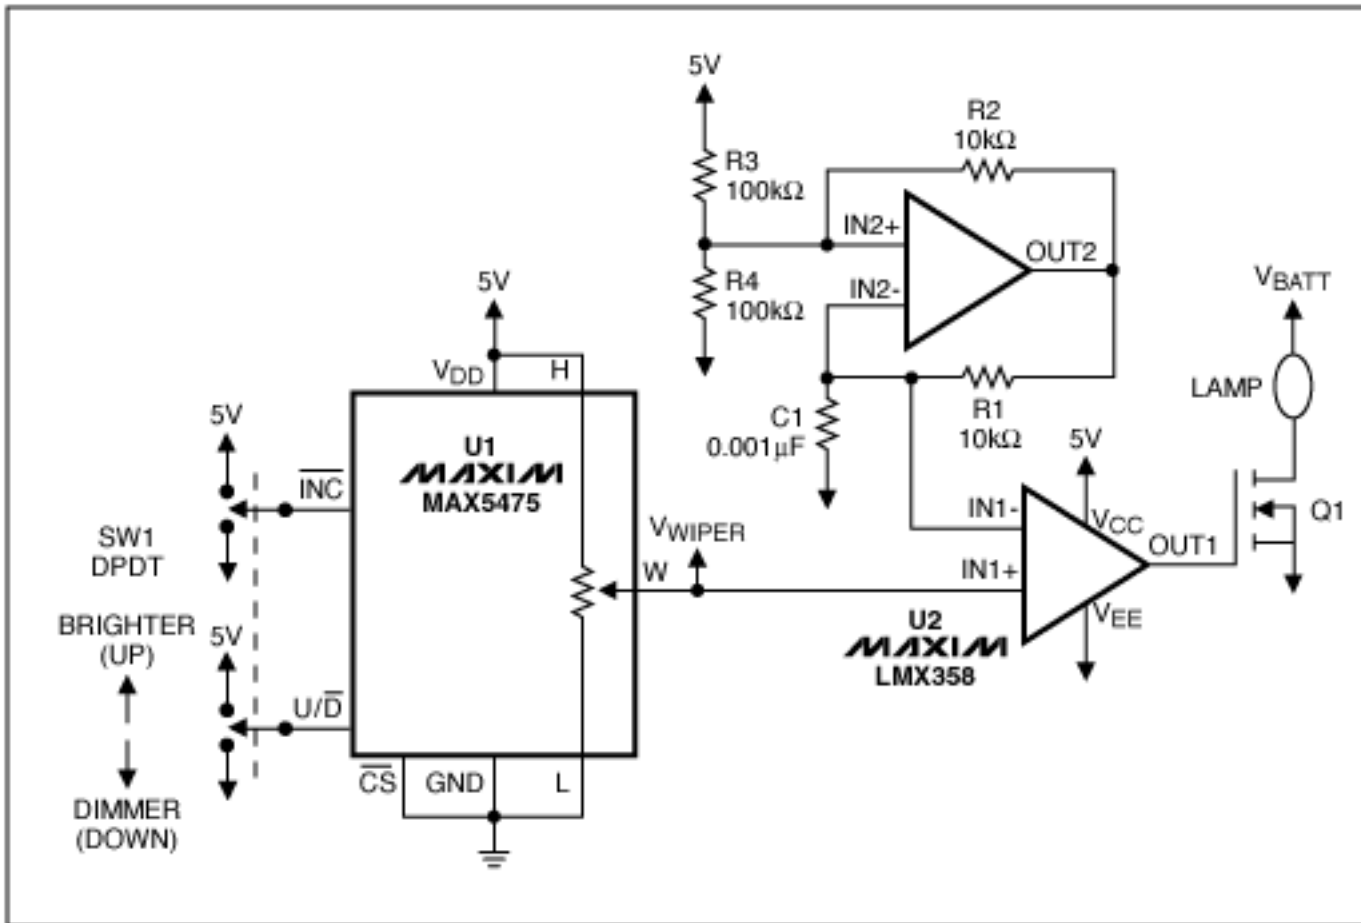 5V
R2
10kΩ
R3
100kΩ
IN2+
OUT2
R4
100kΩ
IN2-
VBATT
5V
VDD
H
LAMP
R1
10kΩ
C1
0.001µF
5V
5V
U1
MAXIM
MAX5475
INC
SW1
DPDT
IN1-
VCC
OUT1
Q1
VWIPER
W
IN1+
VEE
U2
MAXIM
LMX358
BRIGHTER
(UP)
5V
U/D
DIMMER
(DOWN)
CS
GND
L